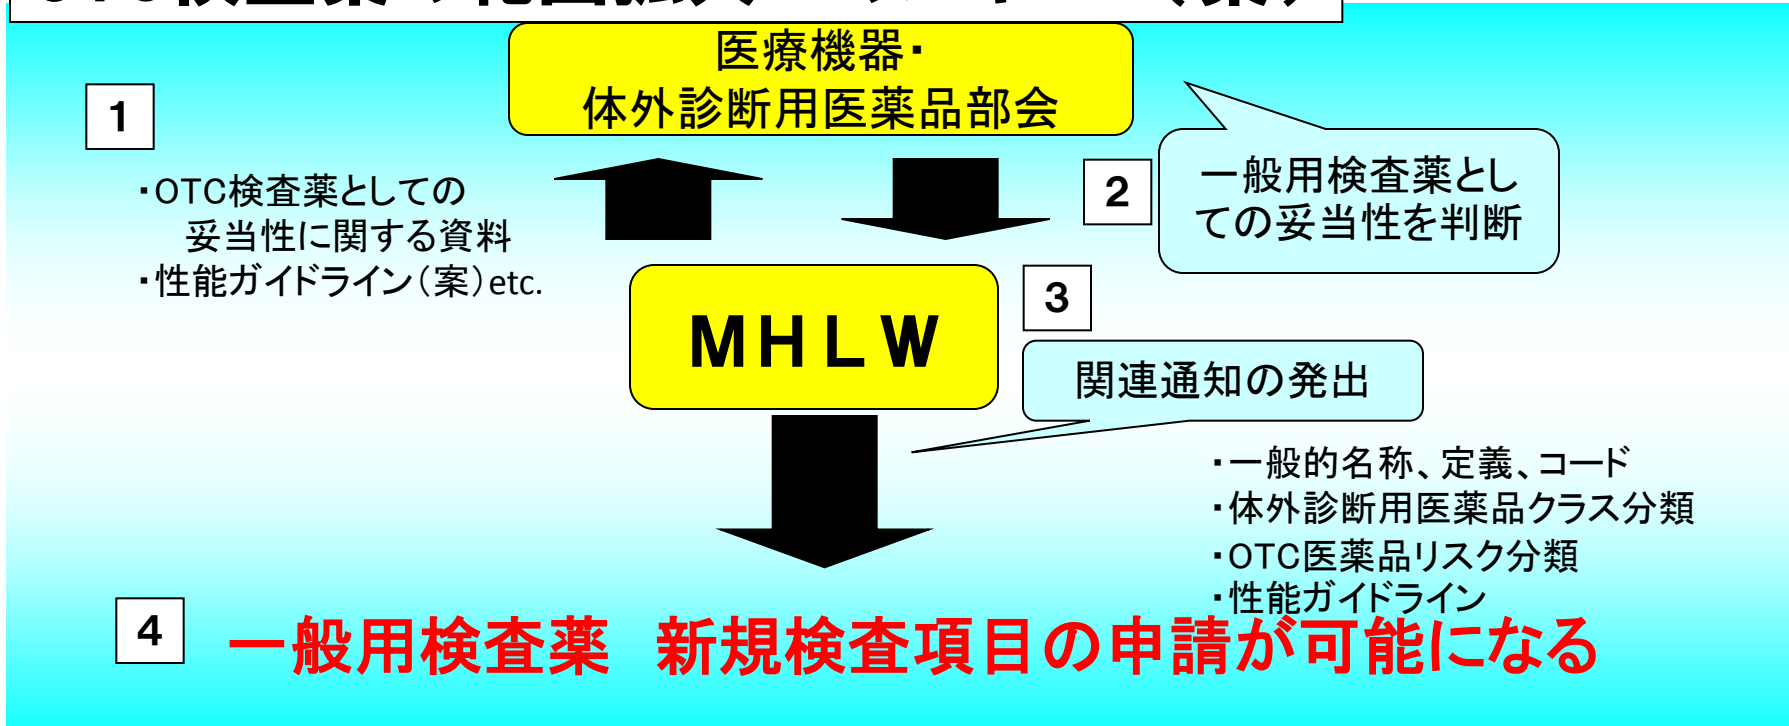 医療機器・
体外診断用医薬品部会
1
・OTC検査薬としての
妥当性に関する資料
・性能ガイドライン（案）etc.
2
一般用検査薬とし
ての妥当性を判断
MHLW
3
関連通知の発出
・一般的名称、定義、コード
・体外診断用医薬品クラス分類
・OTC医薬品リスク分類
・性能ガイドライン
4
一般用検査薬　新規検査項目の申請が可能になる